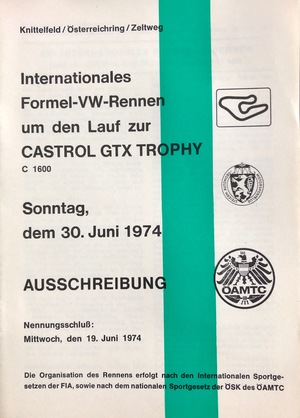 Knittelfeld/Österreichring/Zeltweg
Internationales
Formel-VW-Rennen
um den Lauf zur
CASTROL GTX TROPHY
C 1600
Sonntag,
dem 30. Juni 1974
AUSSCHREIBUNG
ÖAMTC
Nennungsschluß:
Mittwoch, den 19. Juni 1974
Die Organisation des Rennens erfolgt nach den Internationalen Sportge-
setzen der FIA, sowie nach dem nationalen Sportgesetz der ÖSK des ÖAMTC